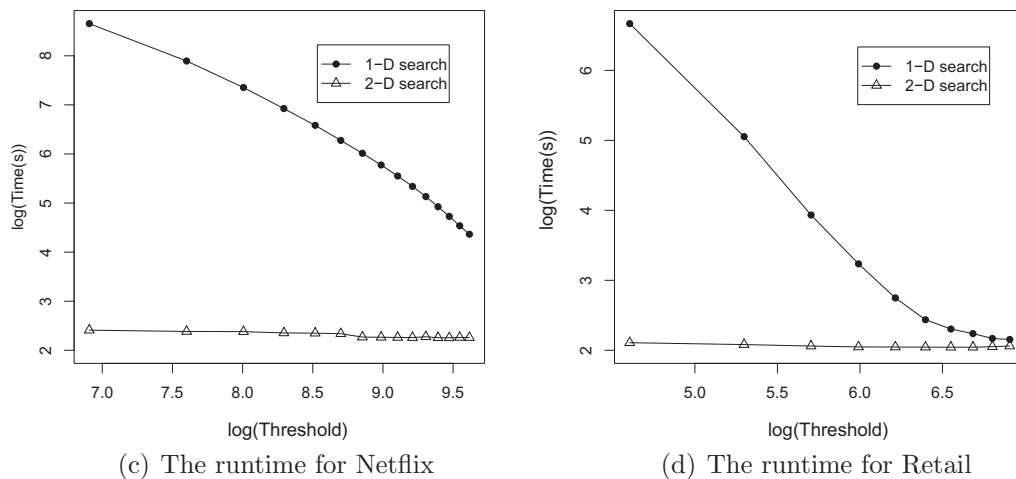 log(Time(s))
8
7
6
5
4
3
2
1−D search
2−D search
7.0 7.5 8.0 8.5 9.0 9.5
log(Threshold)
(c) The runtime for Netflix
log(Time(s))
6
5
4
3
2
1−D search
2−D search
5.0 5.5 6.0 6.5
log(Threshold)
(d) The runtime for Retail